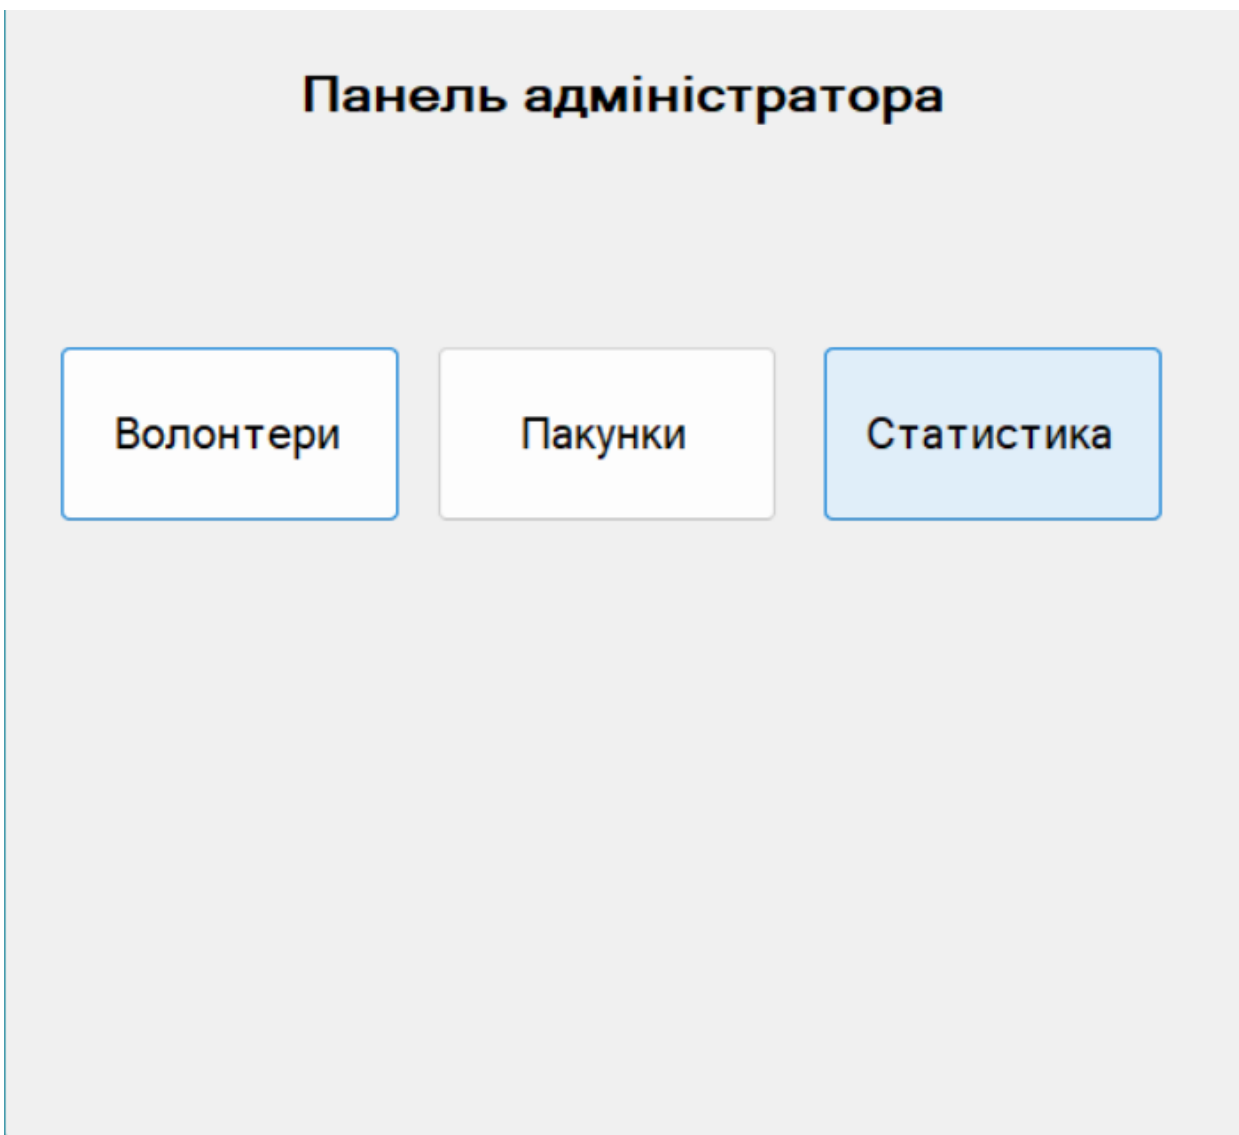 Панель адміністратора
Волонтери
Пакунки
Статистика